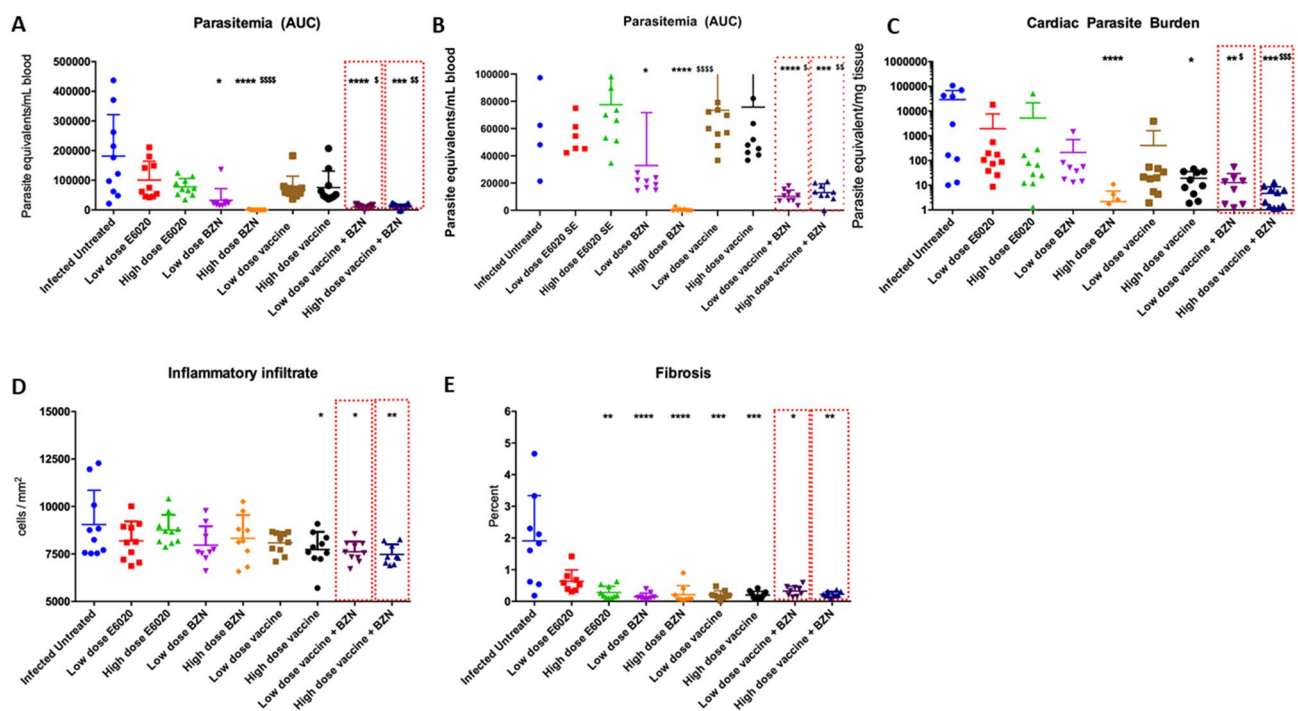 A
Parasitemia (AUC)
Parasite equivalents/mL blood
500000
400000
300000
200000
100000
0
* **** $$$$ **** $ *** $$
Infected Untreated
Low dose E6020
High dose E6020
Low dose BZN
High dose BZN
Low dose vaccine
High dose vaccine
Low dose vaccine + BZN
High dose vaccine + BZN
B
Parasitemia (AUC)
Parasite equivalents/mL blood
100000
80000
60000
40000
20000
0
* **** $$$$ **** $ *** $$
Infected Untreated
Low dose E6020 SE
High dose E6020 SE
Low dose BZN
High dose BZN
Low dose vaccine
High dose vaccine
Low dose vaccine + BZN
High dose vaccine + BZN
C
Cardiac Parasite Burden
Parasite equivalent/mg tissue
1000000
100000
10000
1000
100
10
1
**** * ** $ *** $$$
Infected Untreated
Low dose E6020
High dose E6020
Low dose BZN
High dose BZN
Low dose vaccine
High dose vaccine
Low dose vaccine + BZN
High dose vaccine + BZN
D
Inflammatory infiltrate
cells / mm²
15000
10000
7500
5000
* * **
Infected Untreated
Low dose E6020
High dose E6020
Low dose BZN
High dose BZN
Low dose vaccine
High dose vaccine
Low dose vaccine + BZN
High dose vaccine + BZN
E
Fibrosis
Percent
6
5
4
3
2
1
0
** **** **** *** *** * **
Infected Untreated
Low dose E6020
High dose E6020
Low dose BZN
High dose BZN
Low dose vaccine
High dose vaccine
Low dose vaccine + BZN
High dose vaccine + BZN